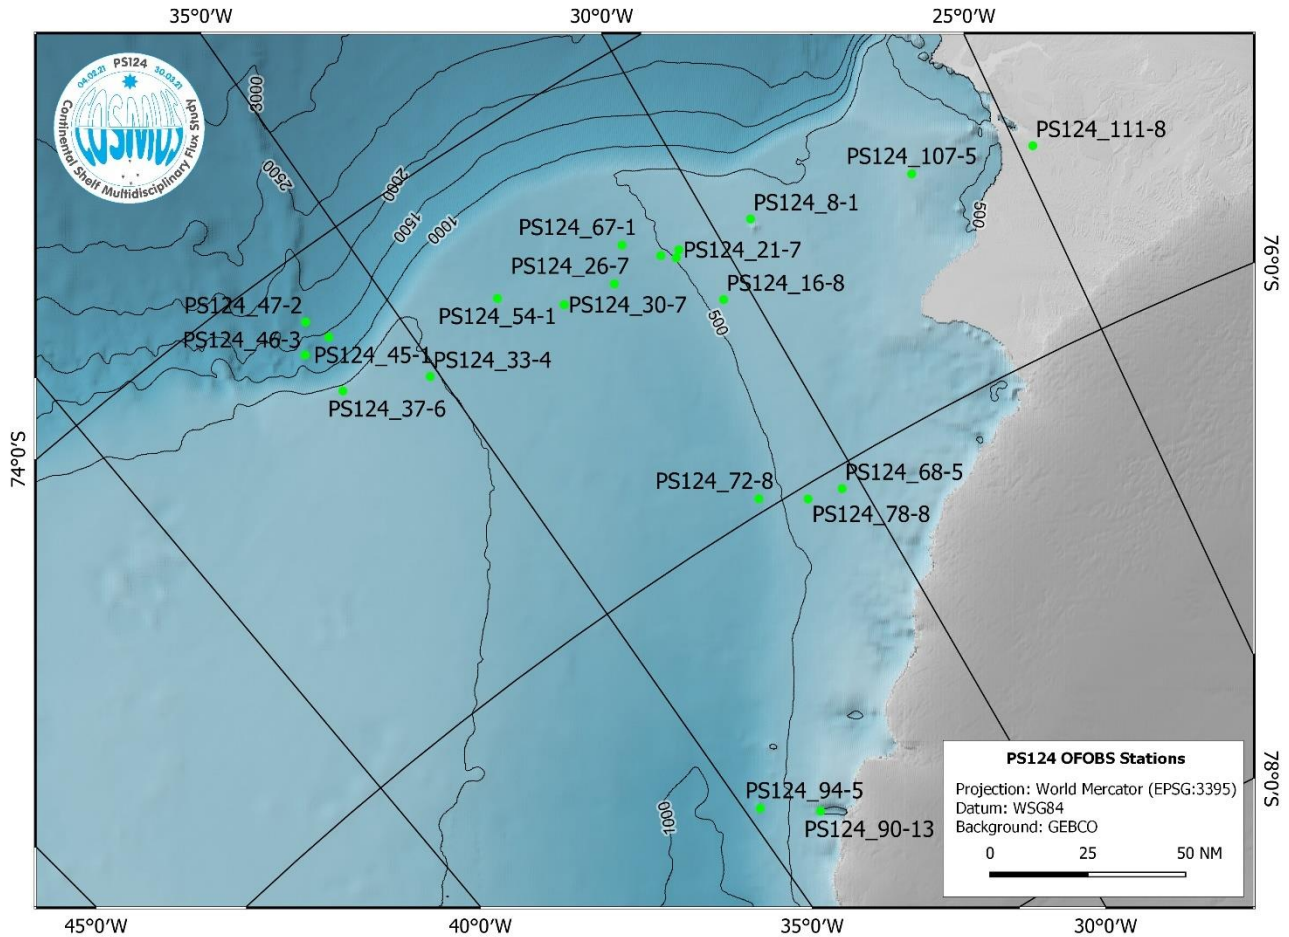 35°0'W
30°0'W
25°0'W
PS124
04.02.21
30.03.21
COSMUS
Continental Shelf Multidisciplinary Flux Study
3000
2500
2000
1500
1000
PS124_111-8
PS124_107-5
500
PS124_8-1
PS124_67-1
PS124_21-7
PS124_26-7
PS124_16-8
76°0'S
PS124_47-2
PS124_54-1
PS124_30-7
500
PS124_46-3
PS124_45-1
PS124_33-4
PS124_37-6
74°0'S
PS124_72-8
PS124_68-5
PS124_78-8
PS124_94-5
PS124_90-13
1000
78°0'S
PS124 OFOBS Stations
Projection: World Mercator (EPSG:3395)
Datum: WSG84
Background: GEBCO
0 25 50 NM
45°0'W
40°0'W
35°0'W
30°0'W